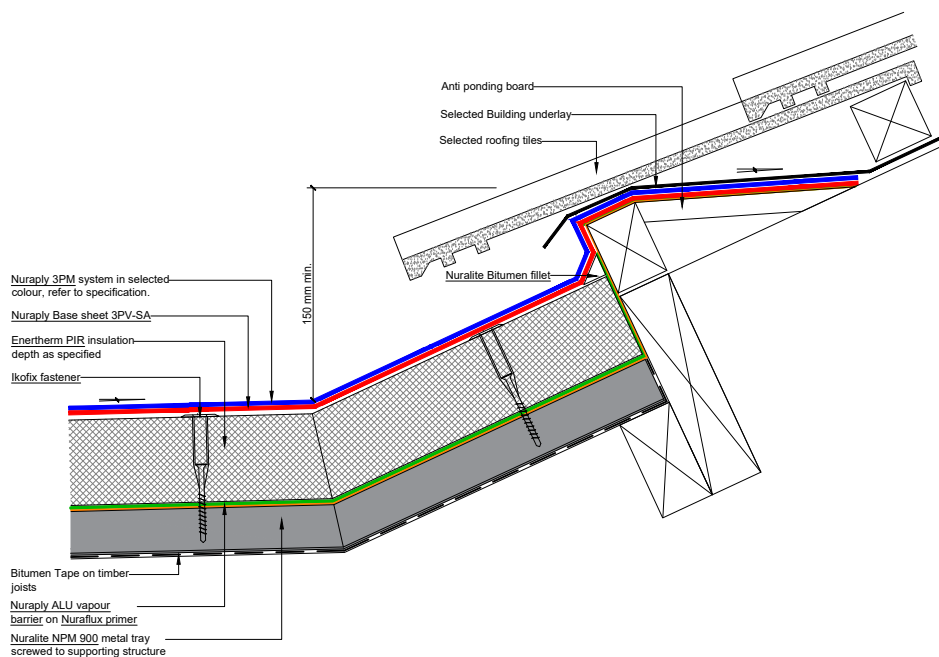 Anti ponding board
Selected Building underlay
Selected roofing tiles
150 mm min.
Nuralite Bitumen fillet
Nuraply 3PM system in selected
colour, refer to specification.
Nuraply Base sheet 3PV-SA
Enertherm PIR insulation
depth as specified
Ikofix fastener
Bitumen Tape on timber
joists
Nuraply ALU vapour
barrier on Nuraflux primer
Nuralite NPM 900 metal tray
screwed to supporting structure